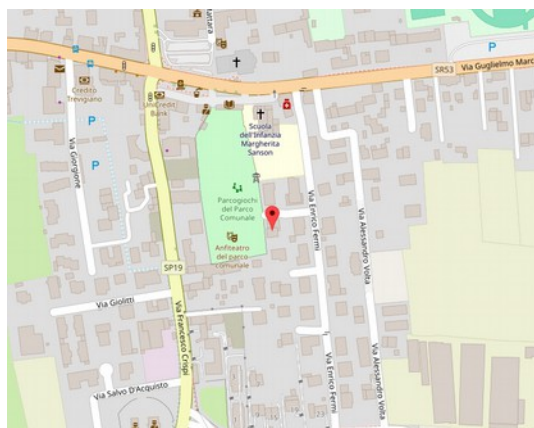 P
SR53
Via Guglielmo Marc
Credito
Trevigiano
UniCredit
Bank
P
P
Via Giorgione
Scuola
dell'Infanzia
Margherita
Sanson
Parcogiochi
del Parco
Comunale
Anfiteatro
del parco
comunale
Via Enrico Fermi
Via Alessandro Volta
SP19
Via Giolitti
Via Francesco Crispi
Via Enrico Fermi
Via Alessandro Volta
Via Salvo D'Acquisto